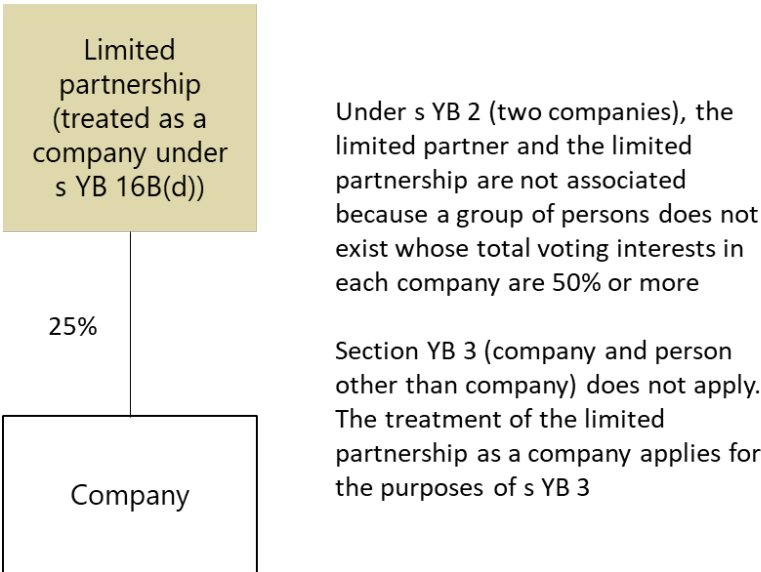 Limited
partnership
(treated as a
company under
s YB 16B(d))
Under s YB 2 (two companies), the
limited partner and the limited
partnership are not associated
because a group of persons does not
exist whose total voting interests in
each company are 50% or more
25%
Section YB 3 (company and person
other than company) does not apply.
The treatment of the limited
partnership as a company applies for
the purposes of s YB 3
Company